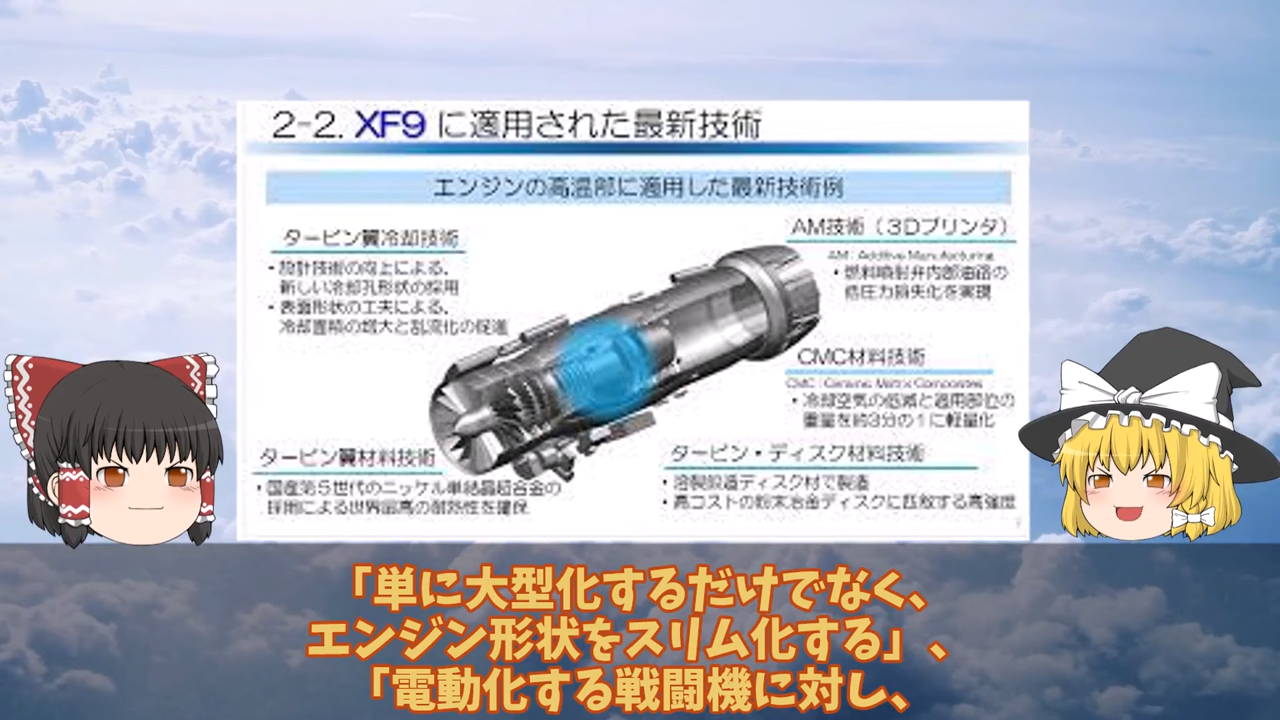 2-2. XF9 に適用された最新技術
エンジンの高温部に適用した最新技術例
タービン翼冷却技術
・設計技術の向上による、
新しい冷却孔形状の採用
・表面形状の工夫による、
冷却面積の増大と乱流化の促進
AM技術（3Dプリンタ）
AM : Additive Manufacturing
・燃料噴射弁内部油路の
低圧力損失化を実現
CMC材料技術
CMC : Ceramic Matrix Composites
・冷却空気の低減と適用部位の
重量を約3分の1に軽量化
タービン翼材料技術
・国産第5世代のニッケル単結晶超合金の
採用による世界最高の耐熱性を確保
タービン・ディスク材料技術
・溶製鍛造ディスク材で製造
・高コストの粉末冶金ディスクに匹敵する高強度
「単に大型化するだけでなく、
エンジン形状をスリム化する」、
「電動化する戦闘機に対し、